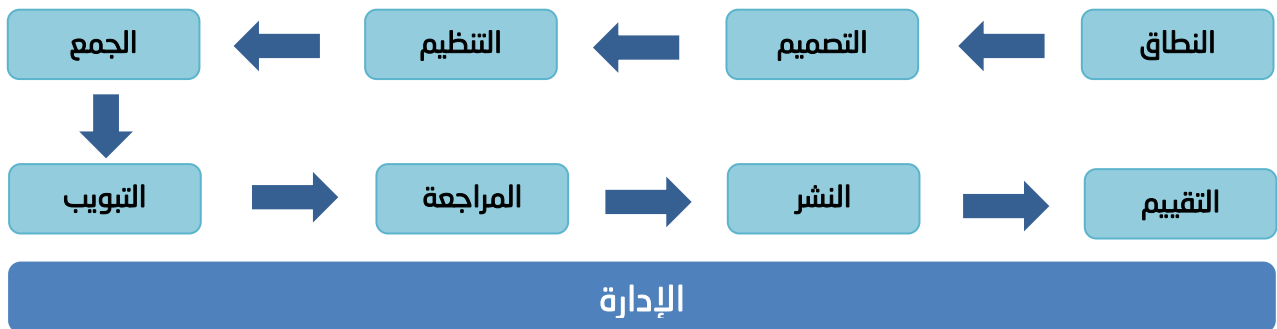 النطاق
التصميم
التنظيم
الجمع
التبويب
المراجعة
النشر
التقييم
الإدارة